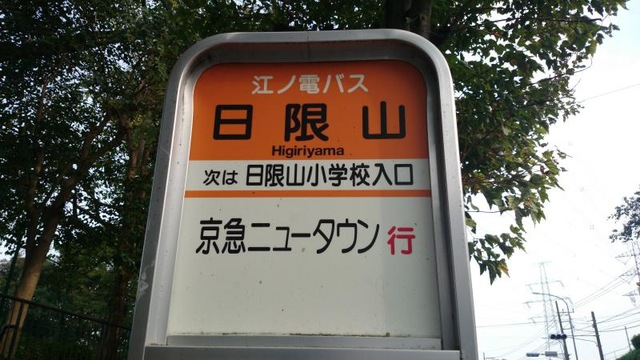 江ノ電バス
日限山
Higiriyama
次は 日限山小学校入口
京急ニュータウン 行